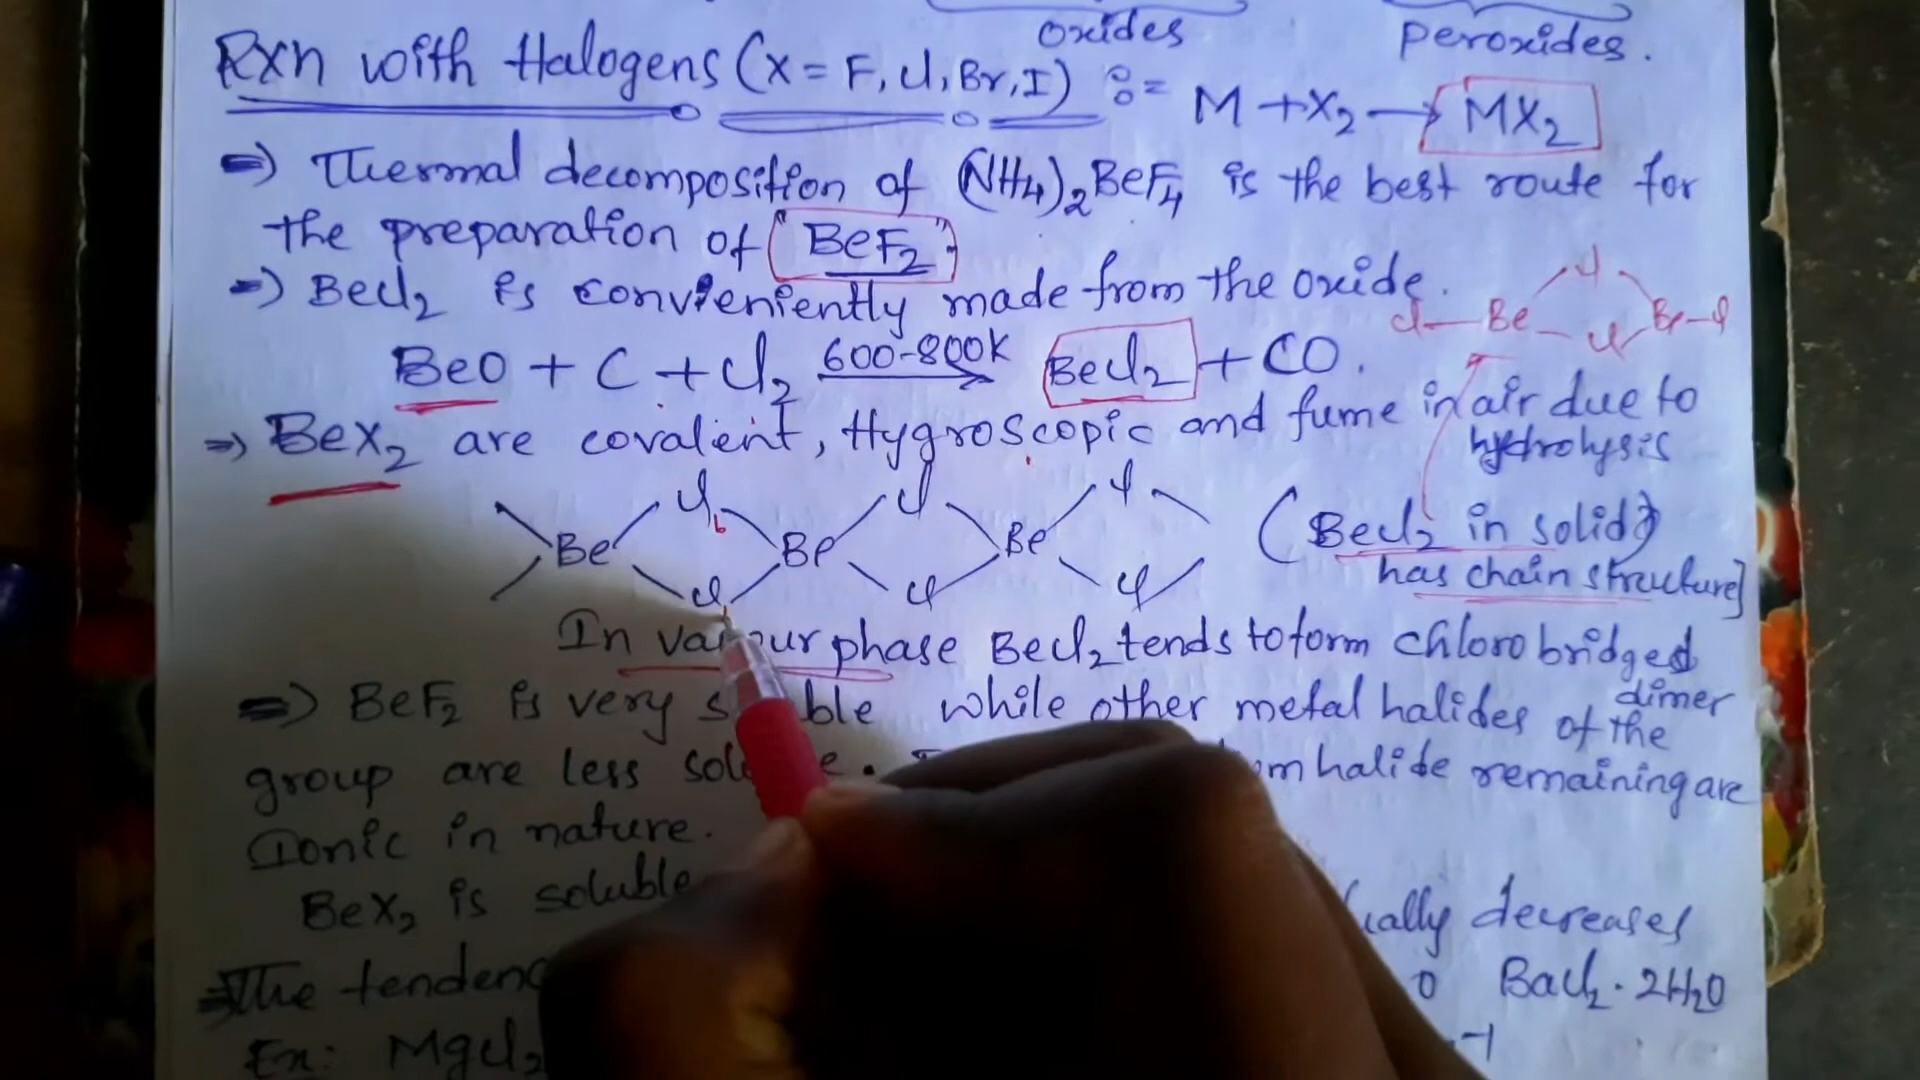 oxides peroxides.
Rxn with Halogens (X = F, Cl, Br, I) := M + X₂ → MX₂
⇒ Thermal decomposition of (NH₄)₂BeF₄ is the best route for
the preparation of "BeF₂".
⇒ BeCl₂ is convieniently made from the oxide.
BeO + C + Cl₂ 600-800K → BeCl₂ + CO.
Cl
Cl — Be Be - Cl
Cl
⇒ BeX₂ are covalent, Hygroscopic and fume in air due to
hydrolysis
Cl Cl Cl
Be Be Be
Cl Cl Cl
(BeCl₂ in solid)
has chain structure]
In phase BeCl₂ tends to form chloro bridged
dimer
⇒ BeF₂ is very while other metal halides of the
group are less halide remaining are
Ionic in nature.
BeX₂ is soluble decreases
⇒ The BaCl₂·2H₂O
Ex: MgCl₂